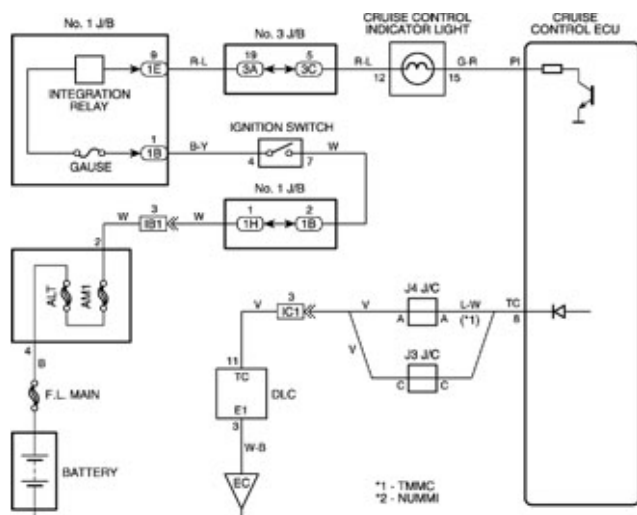 No. 1 J/B
No. 3 J/B
CRUISE CONTROL
INDICATOR LIGHT
CRUISE
CONTROL ECU
9
1E
R-L
19
3A
5
3C
R-L
12
15
G-R
PI
INTEGRATION
RELAY
1
1B
GAUSE
B-Y
IGNITION SWITCH
4
7
W
No. 1 J/B
1
1H
2
1B
W
3
IB1
W
2
ALT
AM1
4
B
F.L. MAIN
BATTERY
V
3
IC1
V
J4 J/C
A
A
L-W
(*1)
TC
8
V
J3 J/C
C
C
11
TC
E1
DLC
3
W-B
EC
*1 - TMMC
*2 - NUMMI